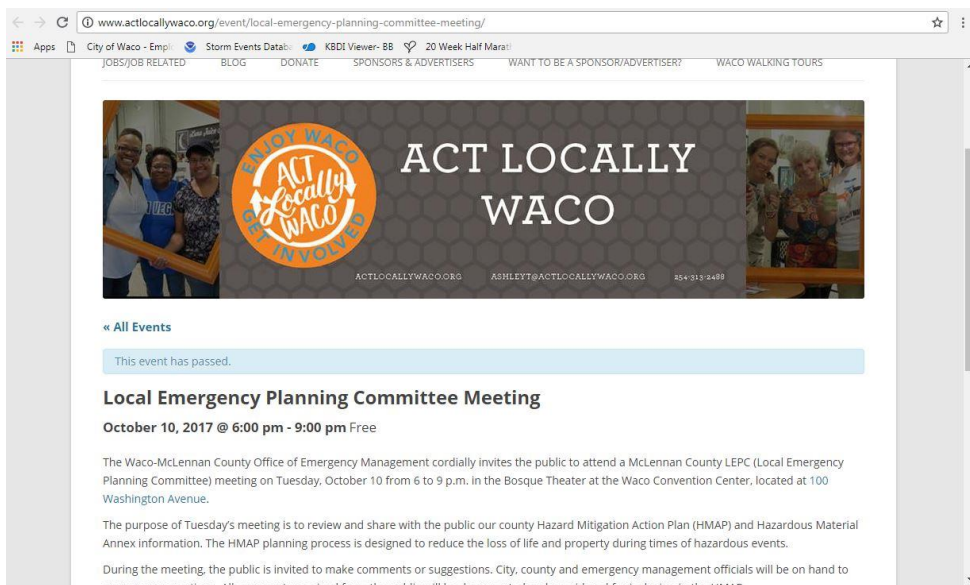 www.actlocallywaco.org/event/local-emergency-planning-committee-meeting/
Apps City of Waco - Empl Storm Events Databa KBDI Viewer- BB 20 Week Half Marat
JOBS/JOB RELATED BLOG DONATE SPONSORS & ADVERTISERS WANT TO BE A SPONSOR/ADVERTISER? WACO WALKING TOURS
ENJOY WACO
ACT
Locally
WACO
GET INVOLVED
ACT LOCALLY
WACO
ACTLOCALLYWACO.ORG ASHLEYT@ACTLOCALLYWACO.ORG 254-313-2488
« All Events
This event has passed.
Local Emergency Planning Committee Meeting
October 10, 2017 @ 6:00 pm - 9:00 pm Free
The Waco-McLennan County Office of Emergency Management cordially invites the public to attend a McLennan County LEPC (Local Emergency
Planning Committee) meeting on Tuesday, October 10 from 6 to 9 p.m. in the Bosque Theater at the Waco Convention Center, located at 100
Washington Avenue.
The purpose of Tuesday's meeting is to review and share with the public our county Hazard Mitigation Action Plan (HMAP) and Hazardous Material
Annex information. The HMAP planning process is designed to reduce the loss of life and property during times of hazardous events.
During the meeting, the public is invited to make comments or suggestions. City, county and emergency management officials will be on hand to